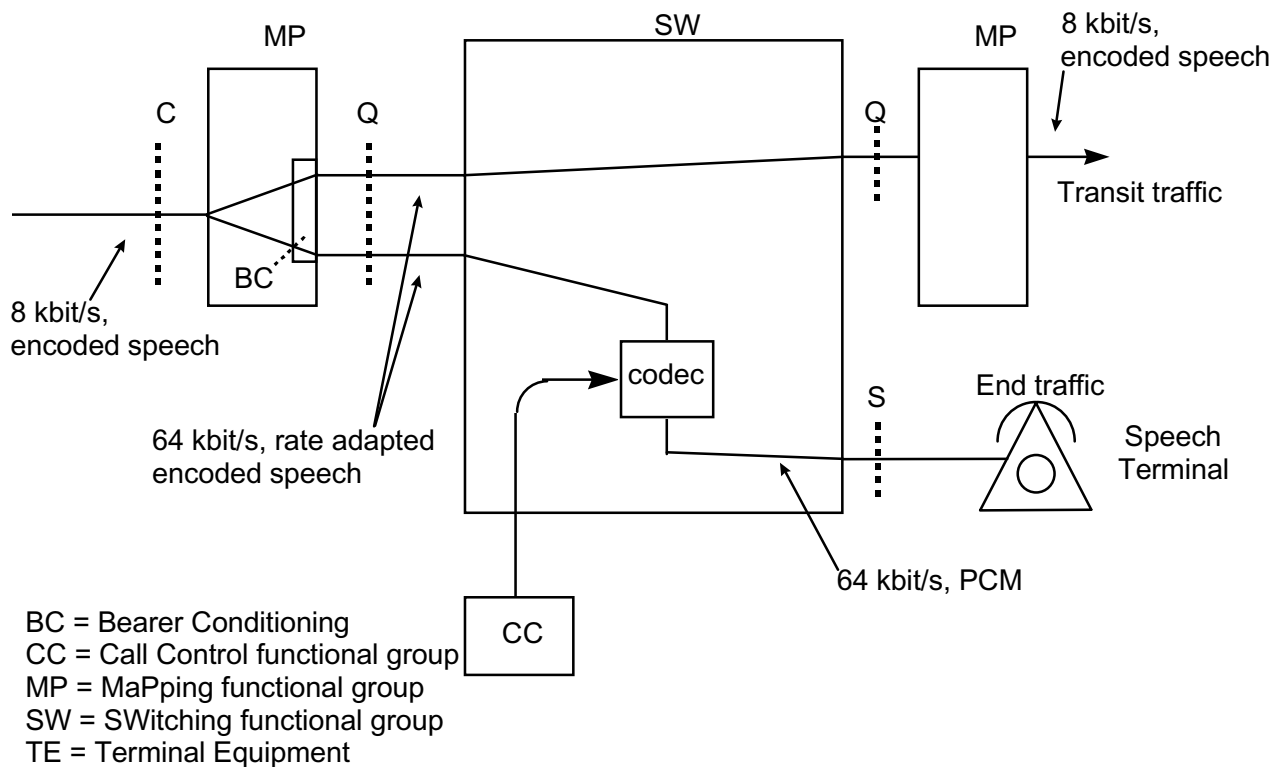 MP
SW
MP
8 kbit/s,
encoded speech
C
Q
Q
Transit traffic
BC
8 kbit/s,
encoded speech
codec
End traffic
S
Speech
Terminal
64 kbit/s, rate adapted
encoded speech
64 kbit/s, PCM
CC
BC = Bearer Conditioning
CC = Call Control functional group
MP = MaPping functional group
SW = SWitching functional group
TE = Terminal Equipment